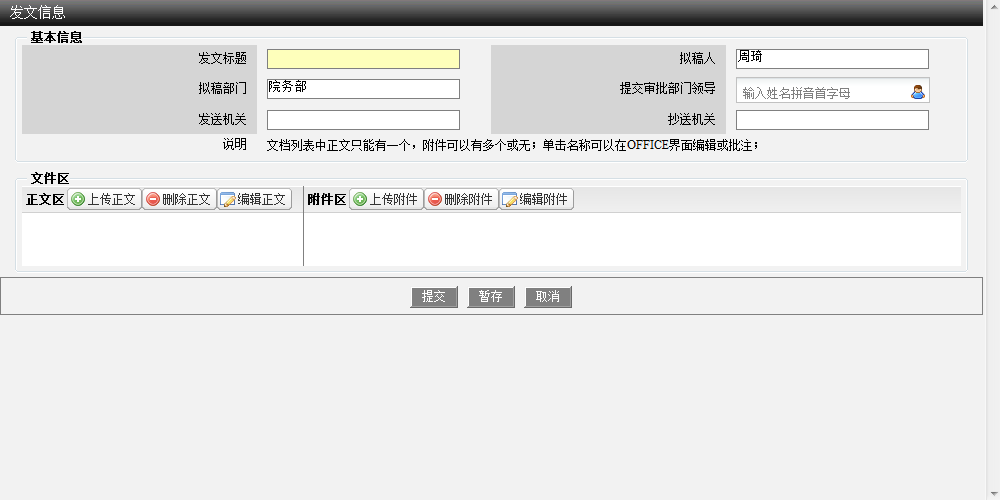 发文信息
基本信息
发文标题
拟稿人 周琦
拟稿部门 院务部
提交审批部门领导 输入姓名拼音首字母
发送机关
抄送机关
说明 文档列表中正文只能有一个，附件可以有多个或无；单击名称可以在OFFICE界面编辑或批注；
文件区
正文区 上传正文 删除正文 编辑正文 附件区 上传附件 删除附件 编辑附件
提交 暂存 取消